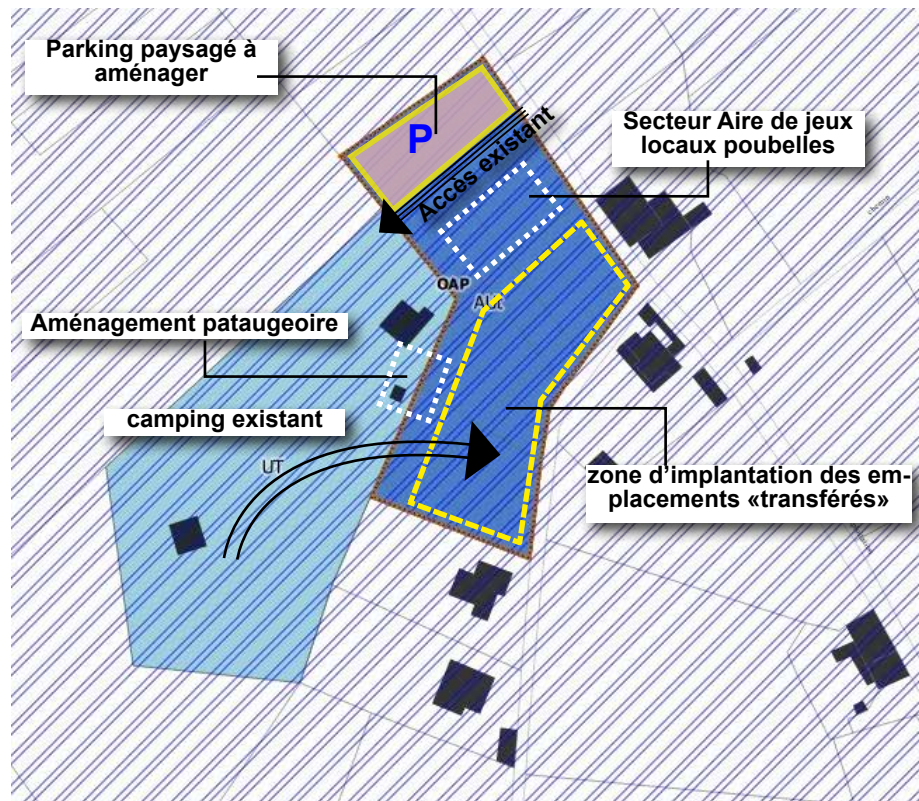 Parking paysagé à
aménager
P
Accès existant
Secteur Aire de jeux
locaux poubelles
chemin
OAP
AUt
Aménagement pataugeoire
camping existant
UT
zone d'implantation des em-
placements «transférés»